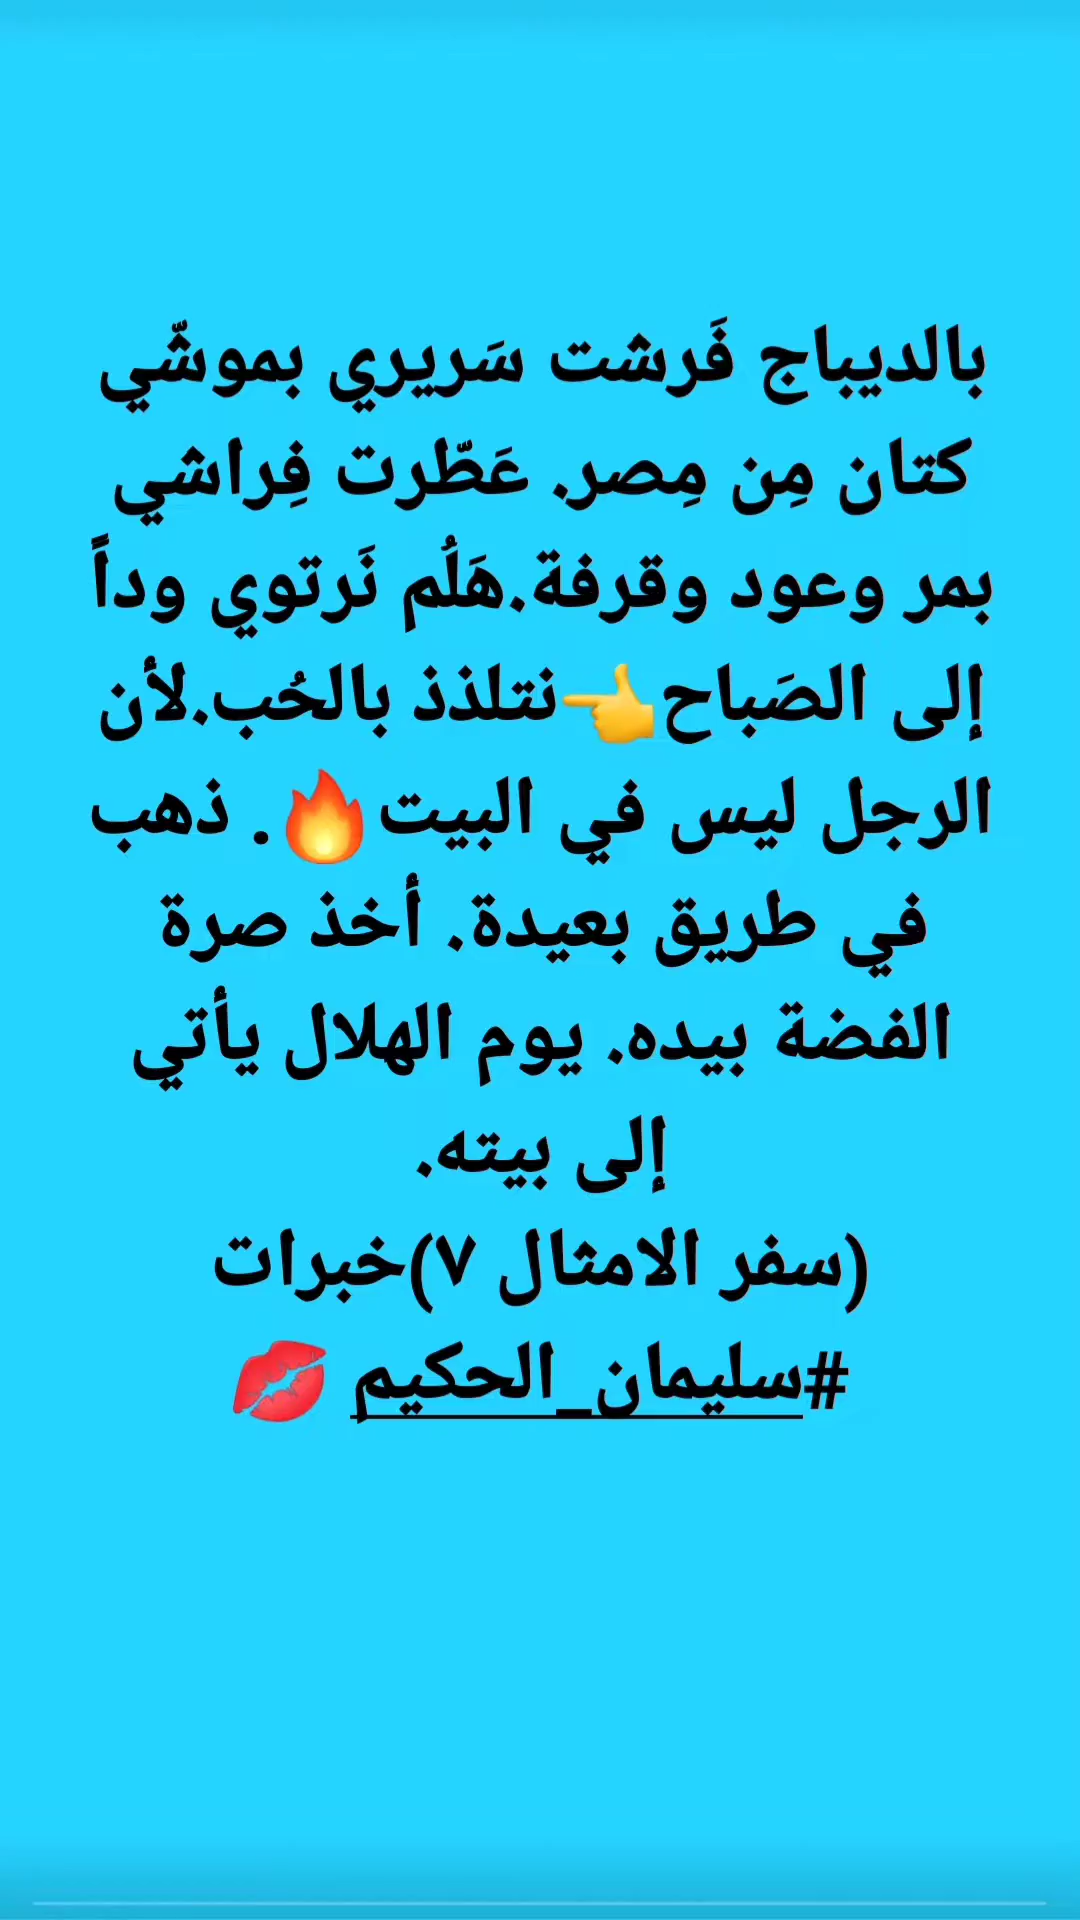 بالديباج فَرشت سَريري بموشّي
كتان مِن مِصر. عَطّرت فِراشي
بمر وعود وقرفة.هَلُم نَرتوي وداً
إلى الصَباح👈نتلذذ بالحُب.لأن
الرجل ليس في البيت🔥. ذهب
في طريق بعيدة. أخذ صرة
الفضة بيده. يوم الهلال يأتي
إلى بيته.
(سفر الامثال ٧)خبرات
#سليمان_الحكيم 💋